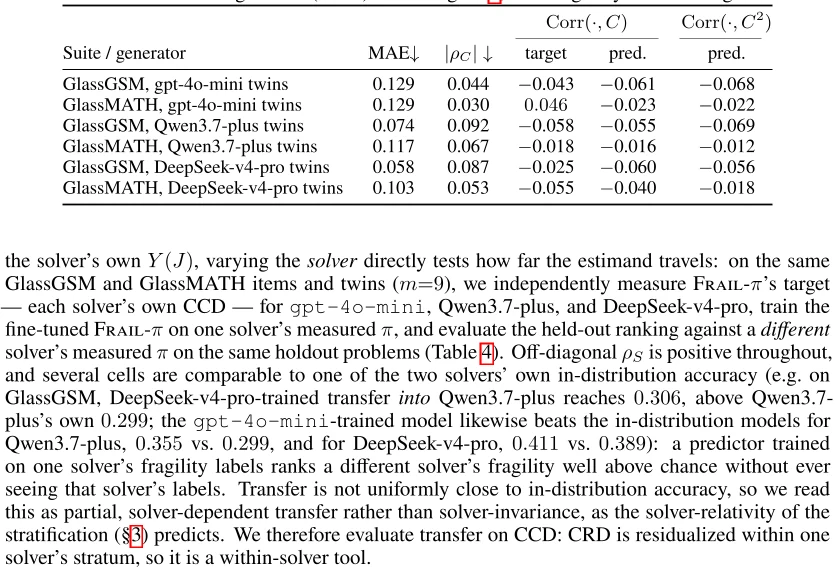 Corr(·, C) Corr(·, C²)
Suite / generator MAE↓ |ρ_C| ↓ target pred. pred.
GlassGSM, gpt-4o-mini twins 0.129 0.044 −0.043 −0.061 −0.068
GlassMATH, gpt-4o-mini twins 0.129 0.030 0.046 −0.023 −0.022
GlassGSM, Qwen3.7-plus twins 0.074 0.092 −0.058 −0.055 −0.069
GlassMATH, Qwen3.7-plus twins 0.117 0.067 −0.018 −0.016 −0.012
GlassGSM, DeepSeek-v4-pro twins 0.058 0.087 −0.025 −0.060 −0.056
GlassMATH, DeepSeek-v4-pro twins 0.103 0.053 −0.055 −0.040 −0.018
the solver's own Y(J), varying the solver directly tests how far the estimand travels: on the same
GlassGSM and GlassMATH items and twins (m=9), we independently measure FRAIL-π's target
— each solver's own CCD — for gpt-4o-mini, Qwen3.7-plus, and DeepSeek-v4-pro, train the
fine-tuned FRAIL-π on one solver's measured π, and evaluate the held-out ranking against a different
solver's measured π on the same holdout problems (Table 4). Off-diagonal ρ_S is positive throughout,
and several cells are comparable to one of the two solvers' own in-distribution accuracy (e.g. on
GlassGSM, DeepSeek-v4-pro-trained transfer into Qwen3.7-plus reaches 0.306, above Qwen3.7-
plus's own 0.299; the gpt-4o-mini-trained model likewise beats the in-distribution models for
Qwen3.7-plus, 0.355 vs. 0.299, and for DeepSeek-v4-pro, 0.411 vs. 0.389): a predictor trained
on one solver's fragility labels ranks a different solver's fragility well above chance without ever
seeing that solver's labels. Transfer is not uniformly close to in-distribution accuracy, so we read
this as partial, solver-dependent transfer rather than solver-invariance, as the solver-relativity of the
stratification (§3) predicts. We therefore evaluate transfer on CCD: CRD is residualized within one
solver's stratum, so it is a within-solver tool.